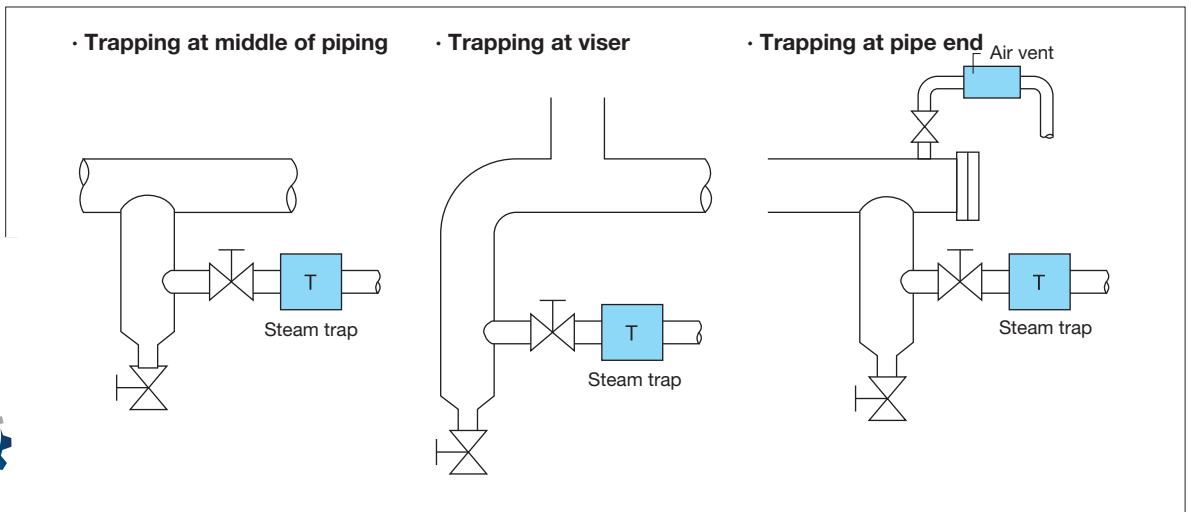 · Trapping at middle of piping
· Trapping at viser
· Trapping at pipe end
Air vent
T
Steam trap
T
Steam trap
T
Steam trap